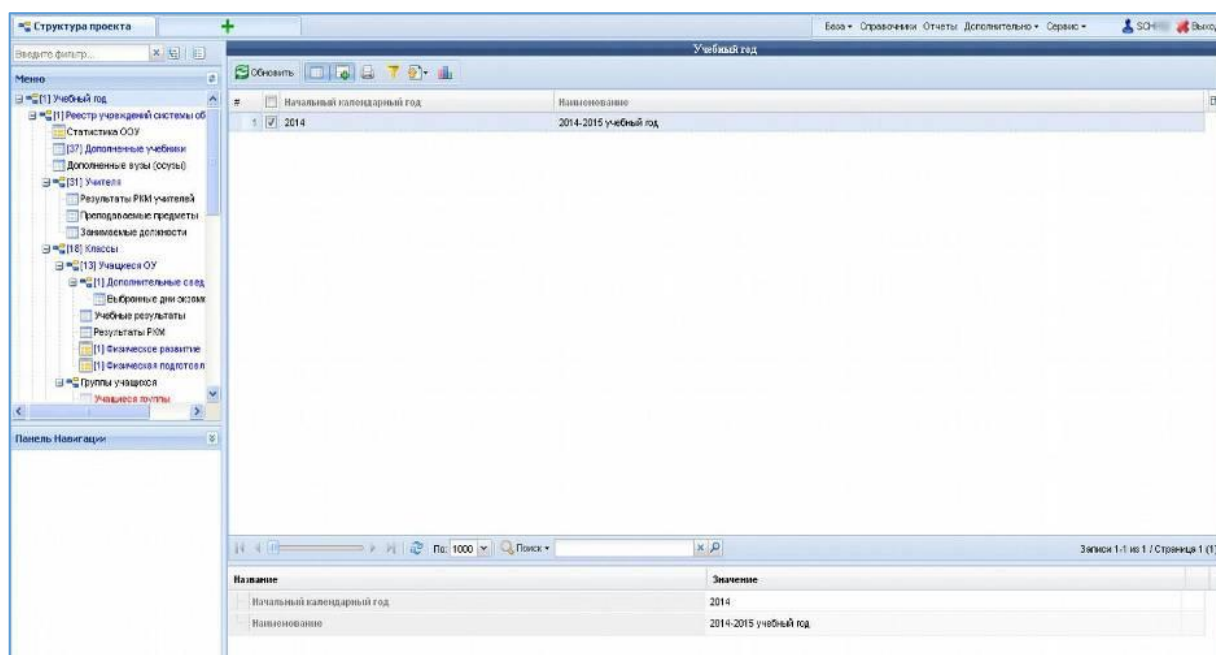 Структура проекта
База Справочники Отчеты Дополнительно Сервис
SCH
Выход
Введите фильтр...
Учебный год
Меню
Обновить
[1] Учебный год
# Начальный календарный год Наименование
1 2014 2014-2015 учебный год
[1] Реестр учреждений системы об
Статистика ООУ
[37] Дополненные учебники
Дополненные вузы (ссузы)
[31] Учителя
Результаты РКМ учителей
Преподаваемые предметы
Занимаемые должности
[18] Классы
[13] Учащиеся ОУ
[1] Дополнительные свед
Выбранные дни экзам
Учебные результаты
Результаты РКМ
[1] Физическое развитие
[1] Физическая подготовл
Группы учащихся
Учащиеся группы
Панель Навигации
По: 1000 Поиск
Записи 1-1 из 1 / Страница 1 (1)
Название Значение
Начальный календарный год 2014
Наименование 2014-2015 учебный год